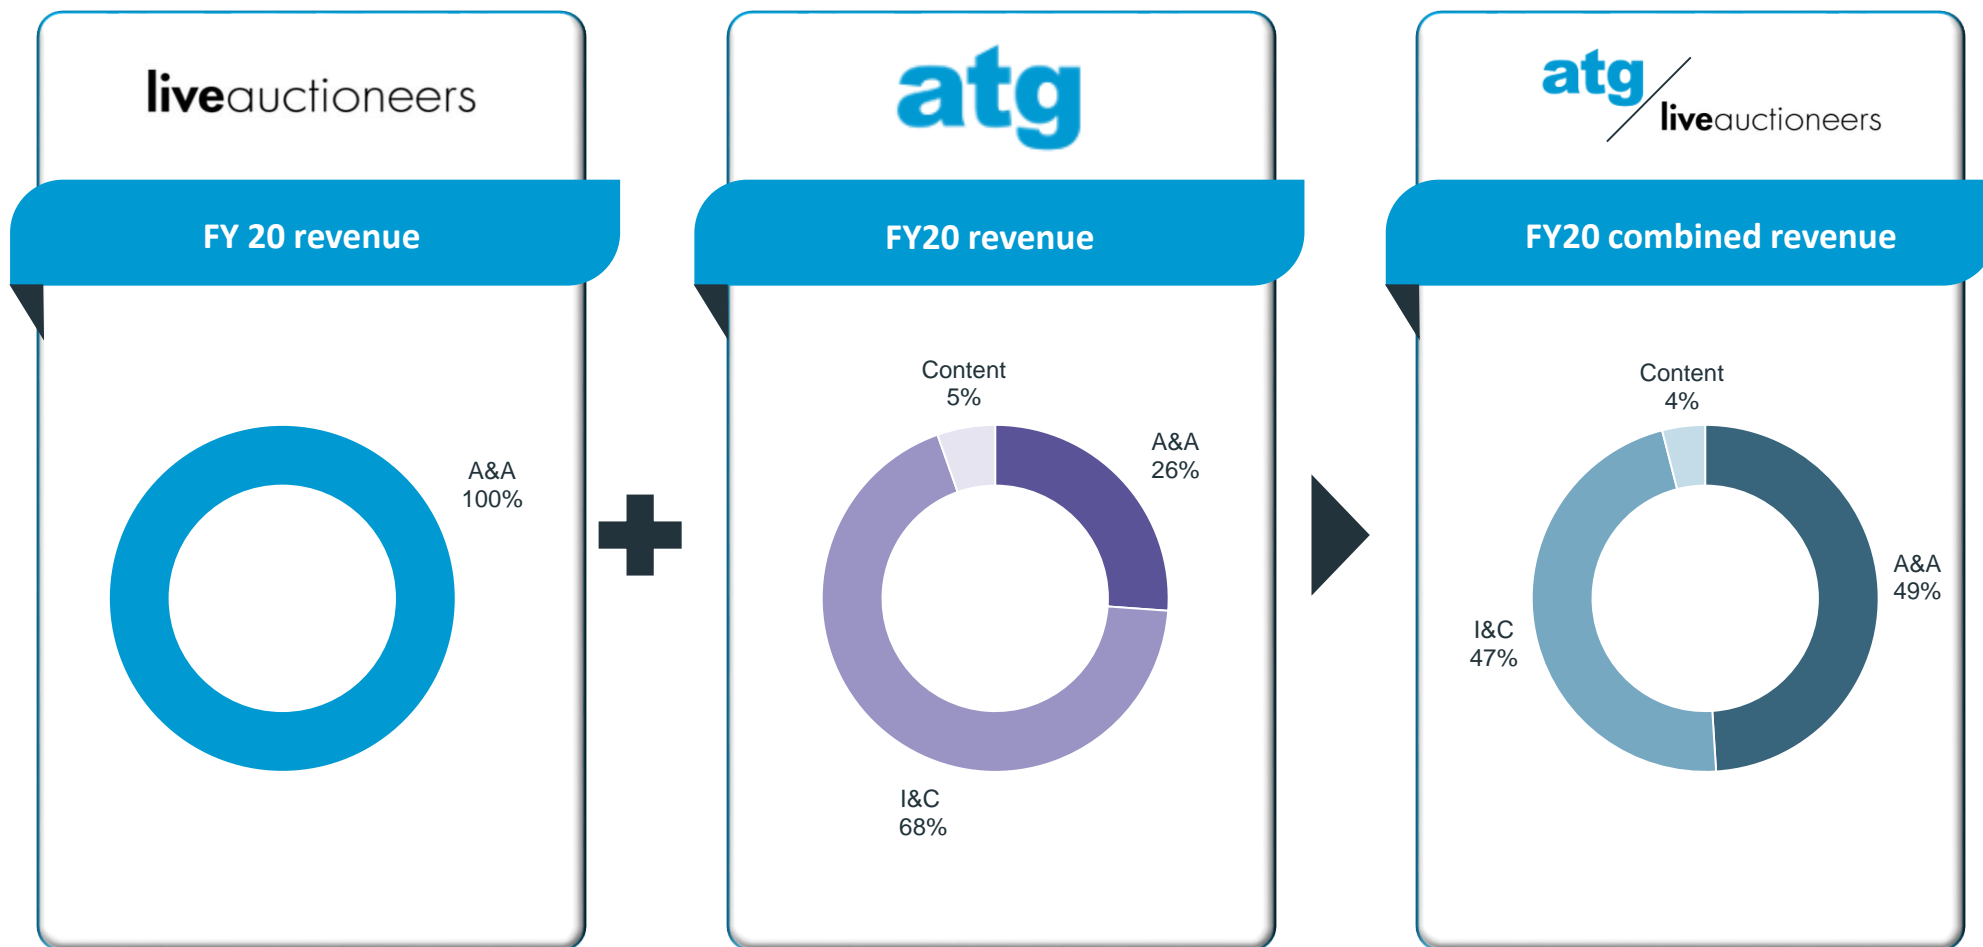 liveauctioneers
FY 20 revenue
A&A
100%
atg
FY20 revenue
Content
5%
A&A
26%
I&C
68%
atg
liveauctioneers
FY20 combined revenue
Content
4%
A&A
49%
I&C
47%